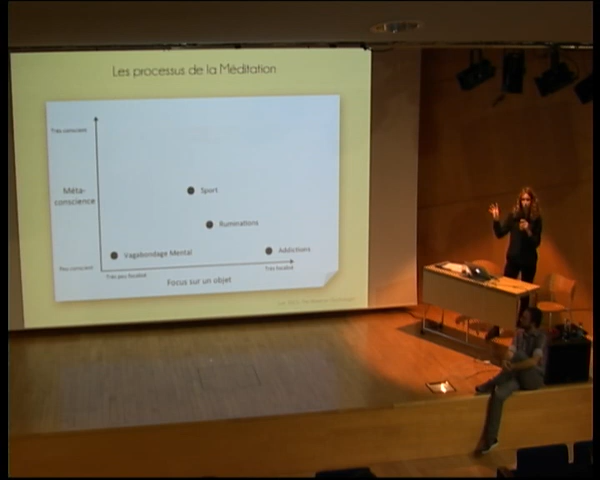 Les processus de la Méditation
Très conscient
Méta-
conscience
Sport
Ruminations
Vagabondage Mental
Addictions
Peu conscient
Très peu focalisé
Très focalisé
Focus sur un objet